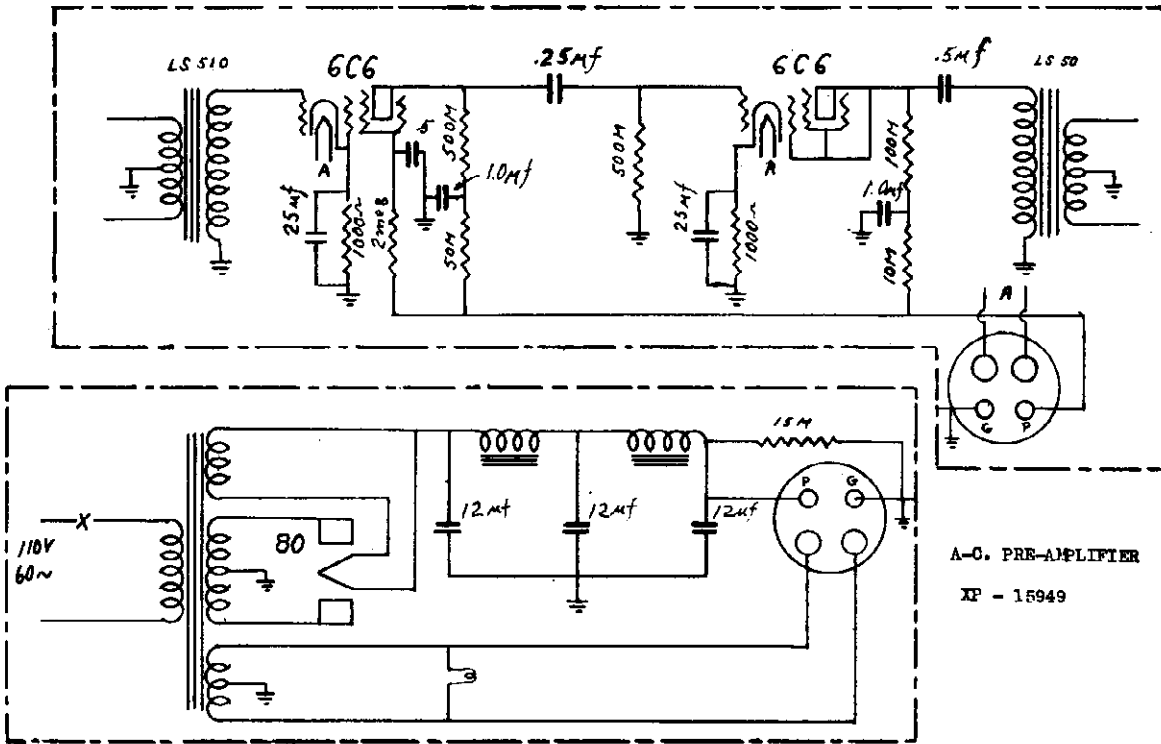 LS 510
6C6
.25Mf
6C6
.5Mf
LS 50
A
.5
500M
1.0Mf
25Mf
1000~
2meg
50M
500M
A
25Mf
1000~
100M
1.0Mf
10M
A
G
P
15M
P
G
X
110V
60~
80
12Mf
12Mf
12Mf
A-C. PRE-AMPLIFIER
XP - 15949